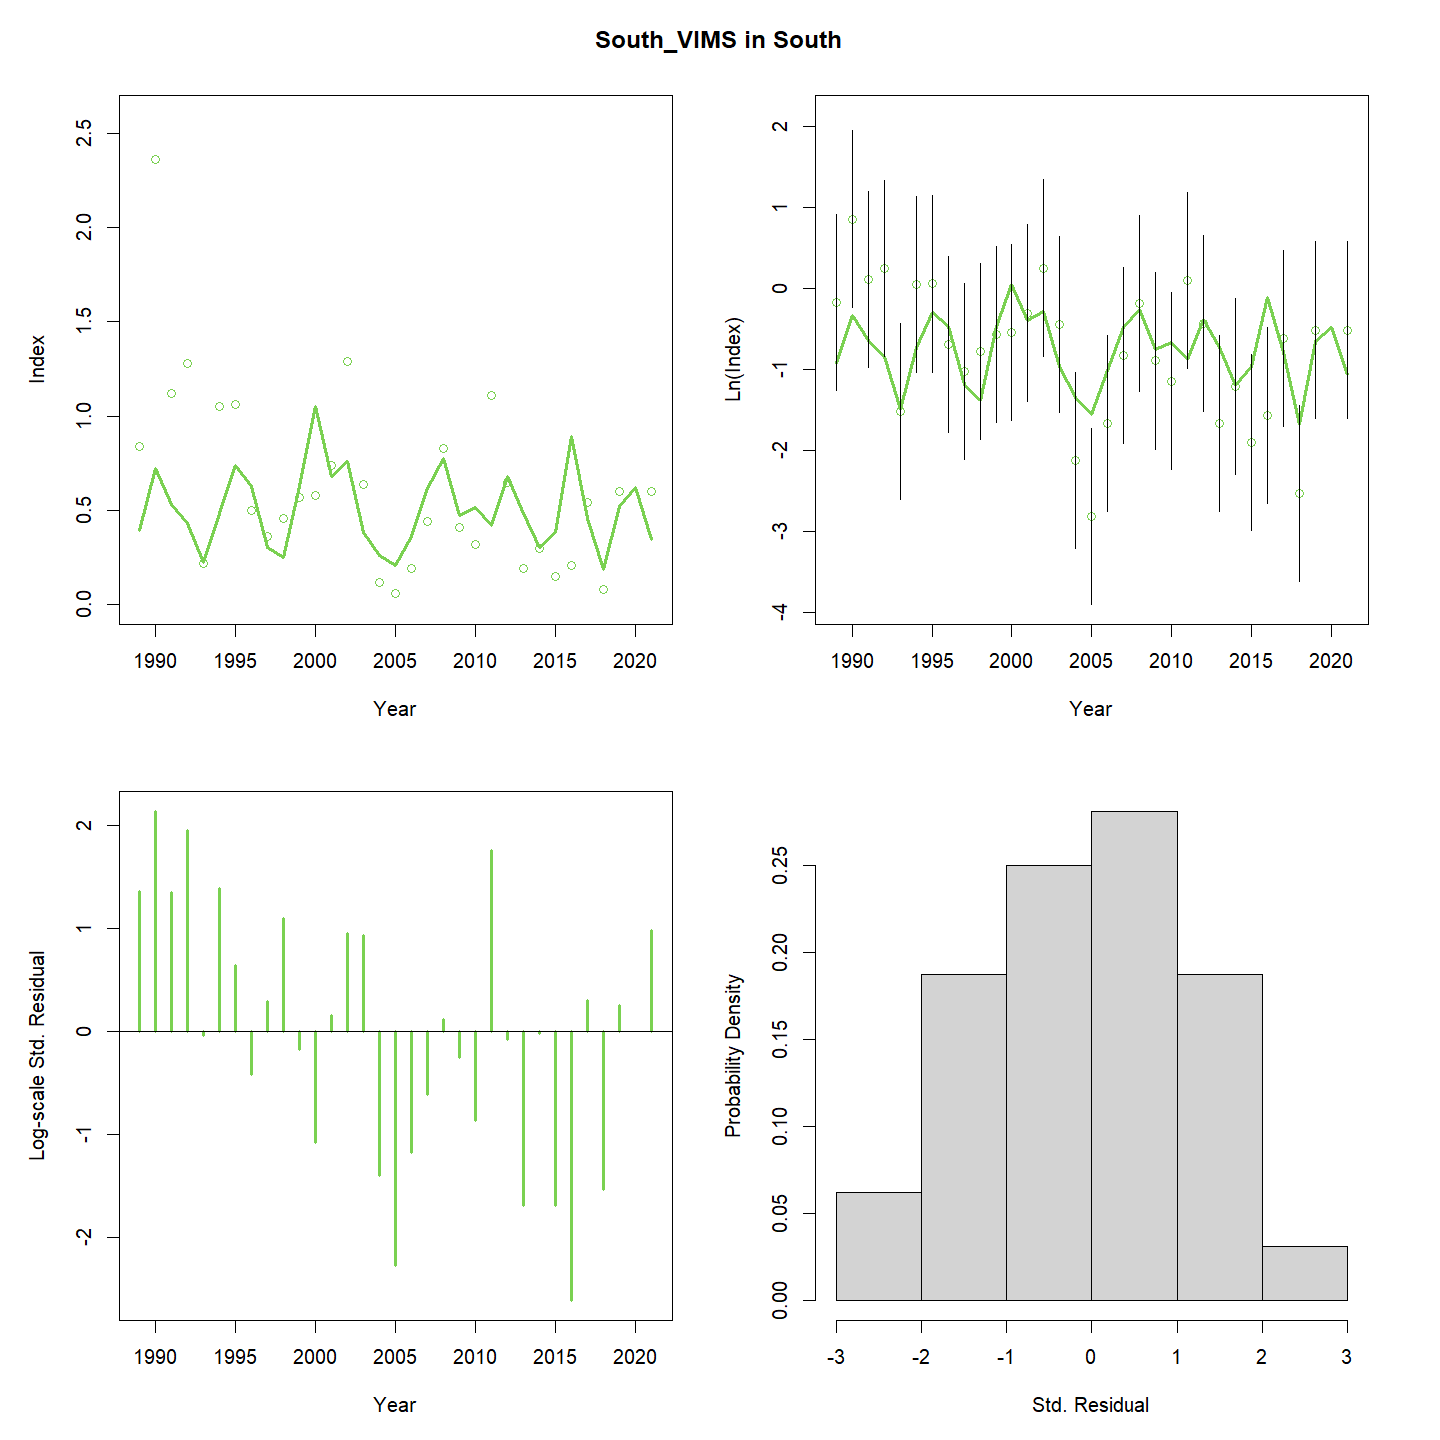 South_VIMS in South
Index
2.5
2.0
1.5
1.0
0.5
0.0
1990 1995 2000 2005 2010 2015 2020
Year
Ln(Index)
2
1
0
-1
-2
-3
-4
1990 1995 2000 2005 2010 2015 2020
Year
Log-scale Std. Residual
2
1
0
-1
-2
1990 1995 2000 2005 2010 2015 2020
Year
Probability Density
0.25
0.20
0.15
0.10
0.05
0.00
-3 -2 -1 0 1 2 3
Std. Residual